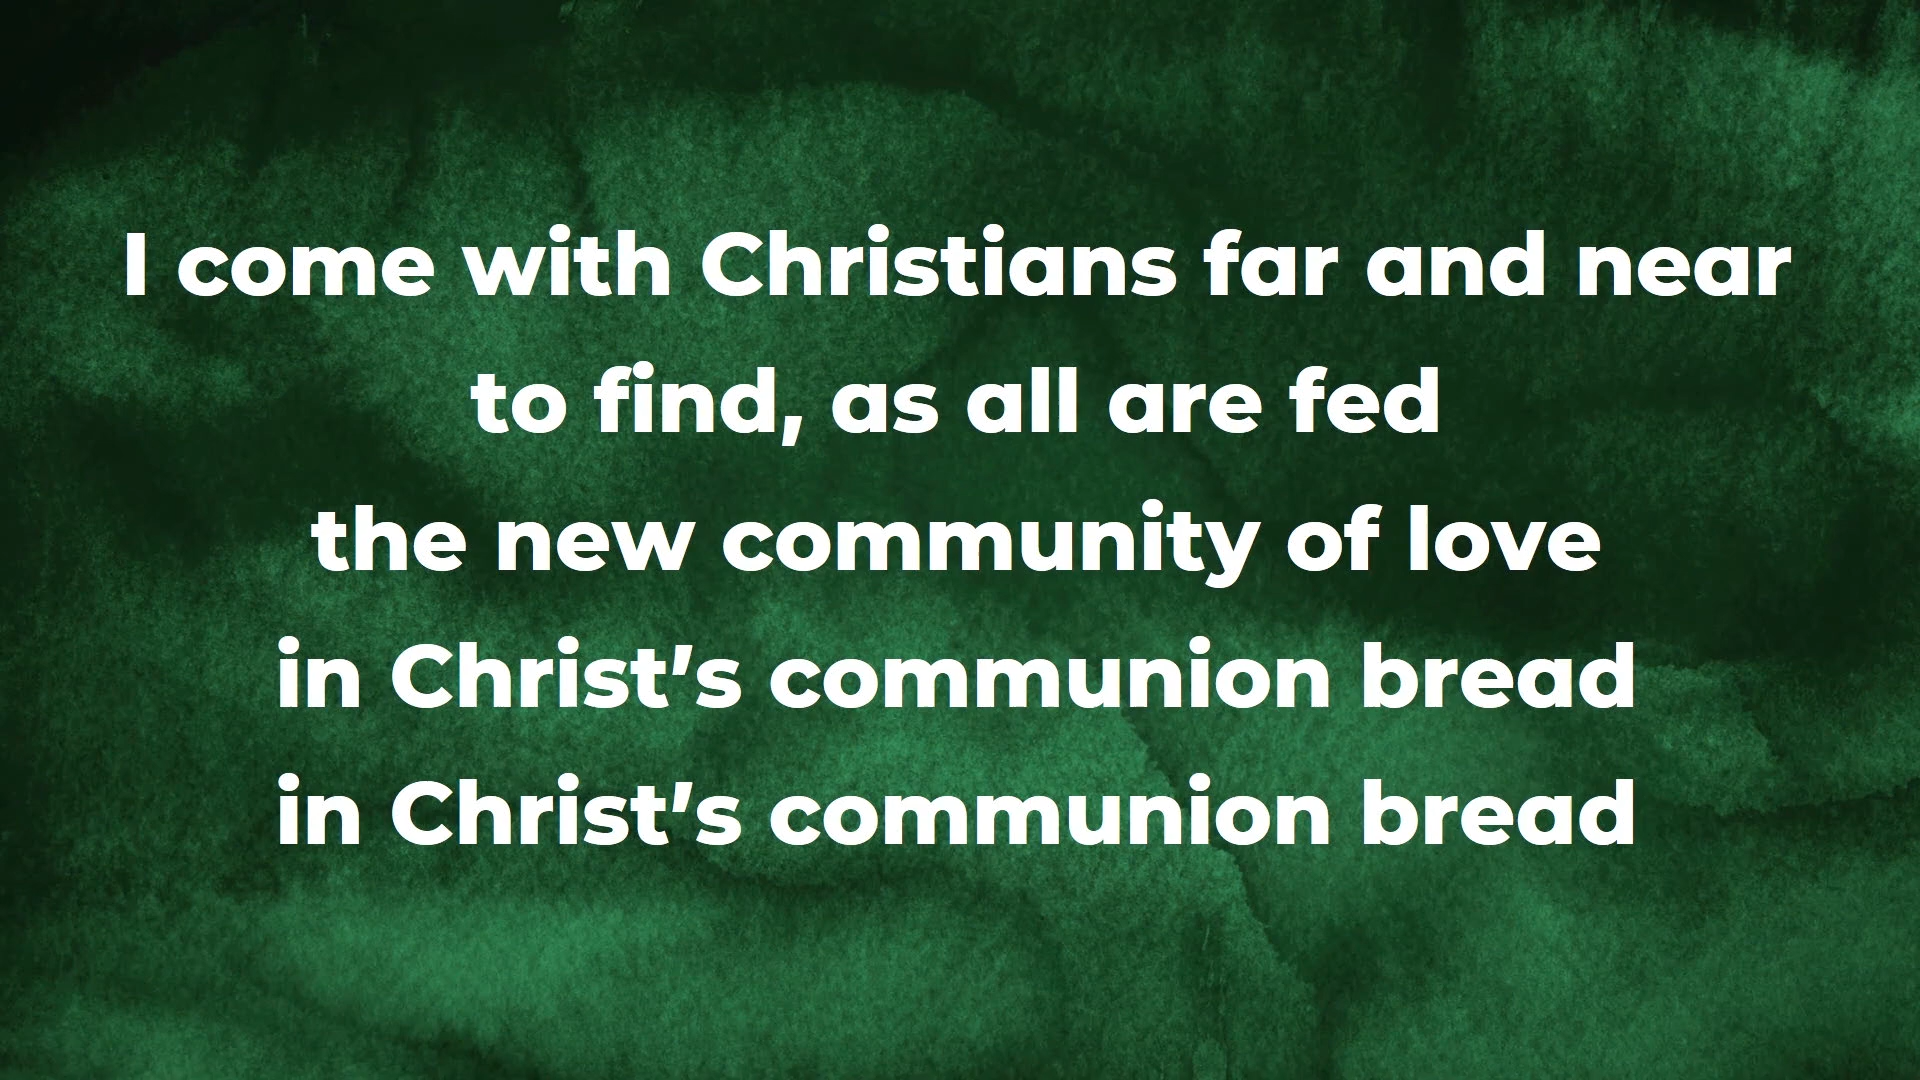 I come with Christians far and near
to find, as all are fed
the new community of love
in Christ's communion bread
in Christ's communion bread